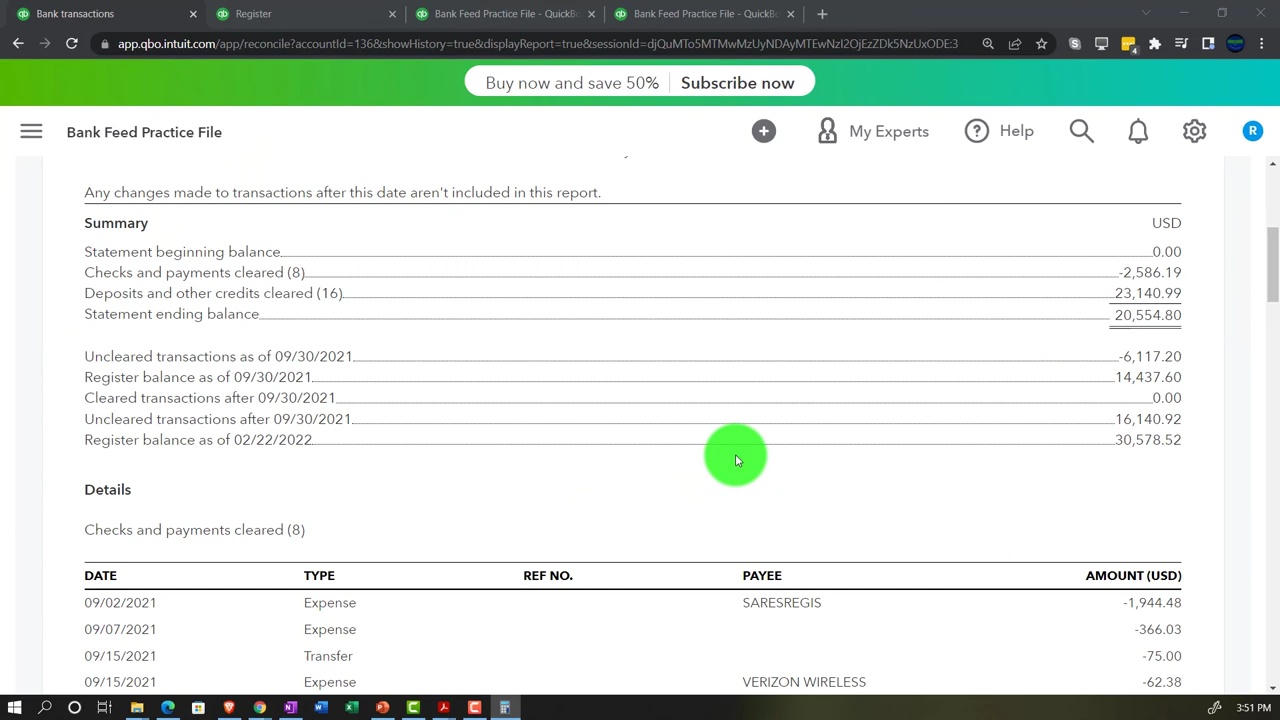 Bank transactions
Register
Bank Feed Practice File - QuickBo
Bank Feed Practice File - QuickBo
app.qbo.intuit.com/app/reconcile?accountId=136&showHistory=true&displayReport=true&sessionId=djQuMTo5MTMwMzUyNDAyMTEwNzI2OjEzZDk5NzUxODE:3
4
Buy now and save 50% Subscribe now
Bank Feed Practice File
My Experts
Help
R
Any changes made to transactions after this date aren't included in this report.
Summary USD
Statement beginning balance 0.00
Checks and payments cleared (8) -2,586.19
Deposits and other credits cleared (16) 23,140.99
Statement ending balance 20,554.80
Uncleared transactions as of 09/30/2021 -6,117.20
Register balance as of 09/30/2021 14,437.60
Cleared transactions after 09/30/2021 0.00
Uncleared transactions after 09/30/2021 16,140.92
Register balance as of 02/22/2022 30,578.52
Details
Checks and payments cleared (8)
DATE TYPE REF NO. PAYEE AMOUNT (USD)
09/02/2021 Expense SARESREGIS -1,944.48
09/07/2021 Expense -366.03
09/15/2021 Transfer -75.00
09/15/2021 Expense VERIZON WIRELESS -62.38
3:51 PM